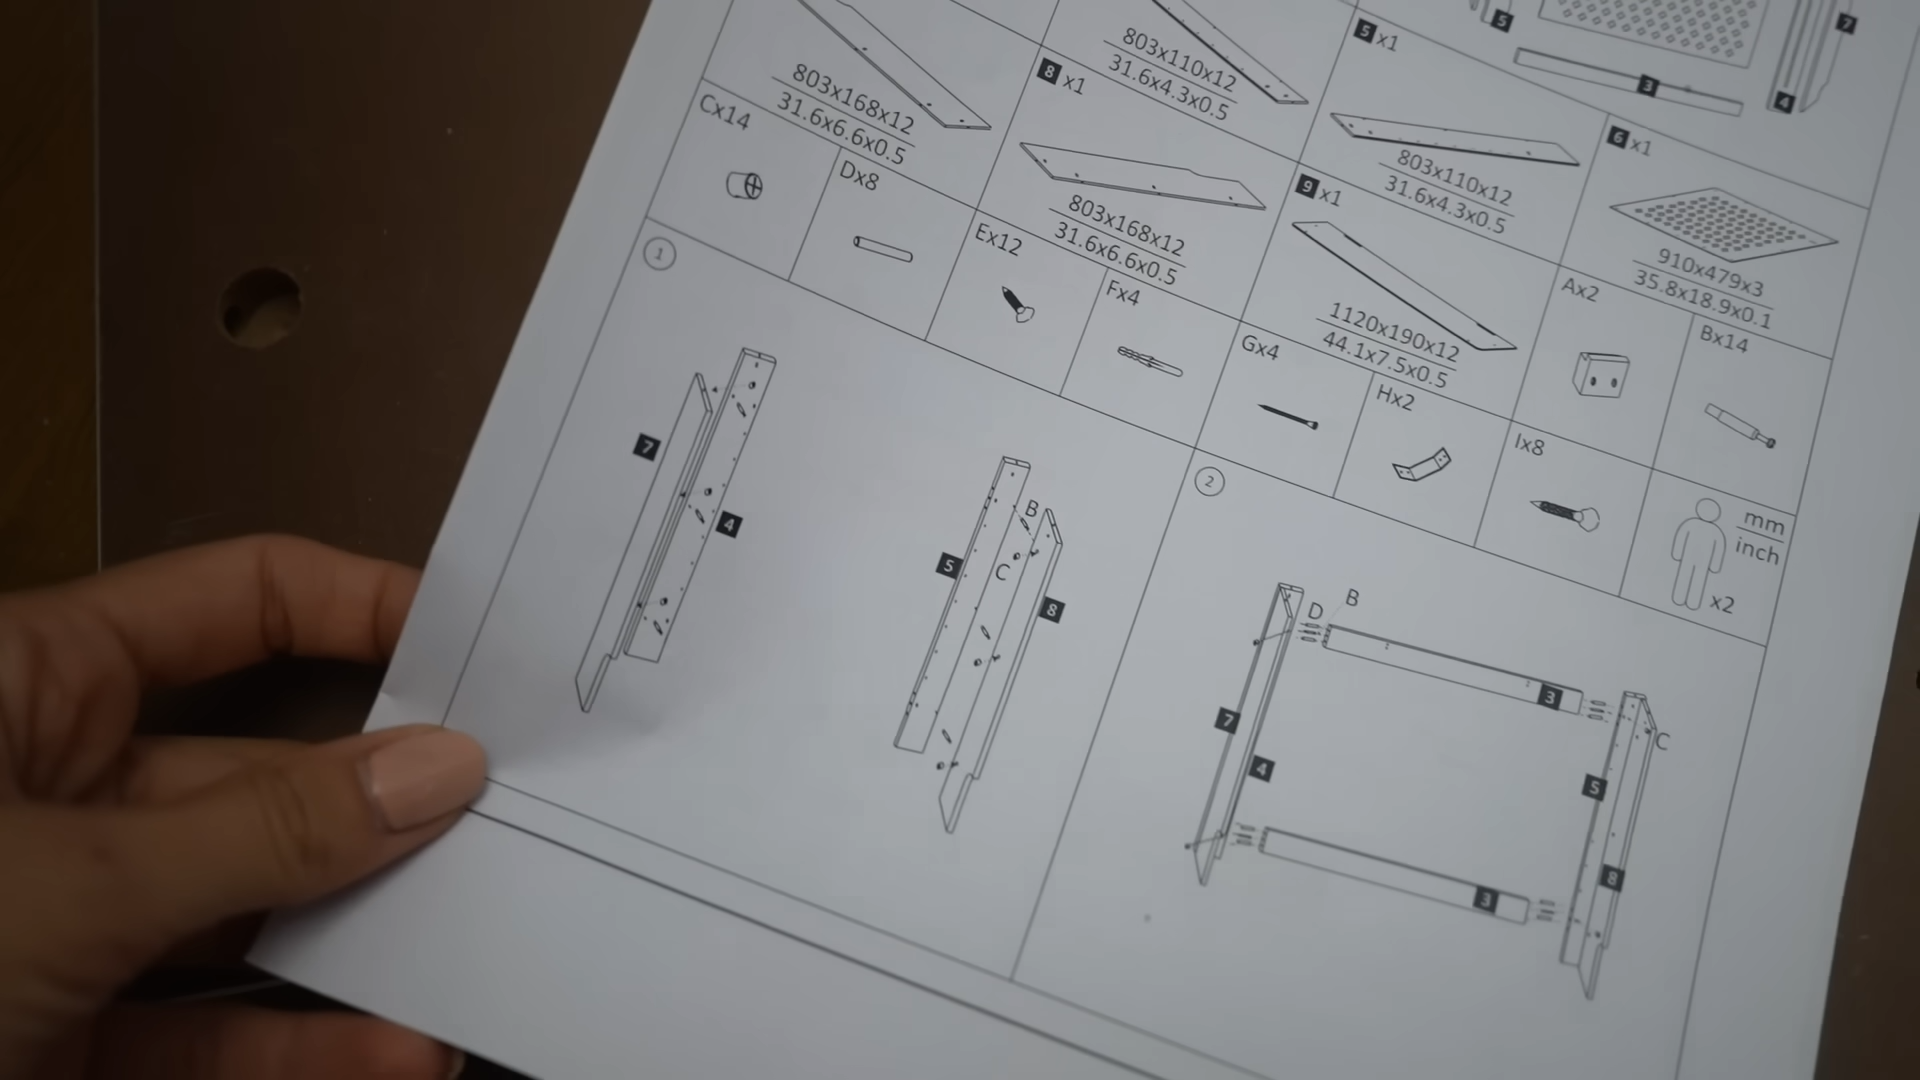 5
7
3
4
803x168x12
31.6x6.6x0.5
803x110x12
31.6x4.3x0.5
5 x1
803x110x12
31.6x4.3x0.5
8 x1
803x168x12
31.6x6.6x0.5
6 x1
910x479x3
35.8x18.9x0.1
9 x1
1120x190x12
44.1x7.5x0.5
Cx14
Dx8
Ex12
Fx4
Gx4
Hx2
Ix8
Ax2
Bx14
mm
inch
x2
1
7
4
5
B
C
8
2
D
B
3
7
4
C
5
3
8